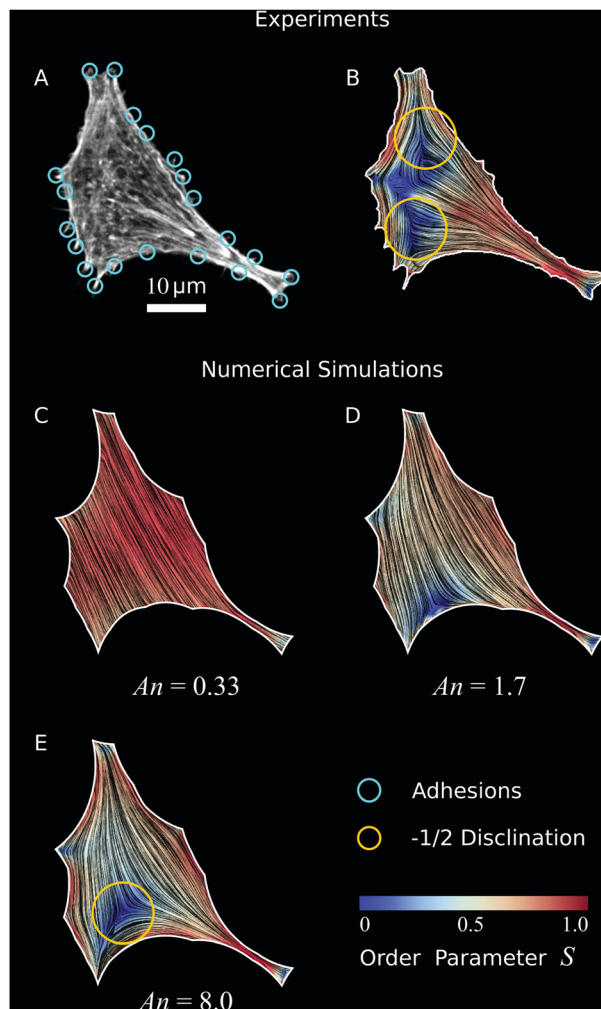 Experiments
A
B
10 μm
Numerical Simulations
C
D
An = 0.33
An = 1.7
E
Adhesions
-1/2 Disclination
0 0.5 1.0
Order Parameter S
An = 8.0